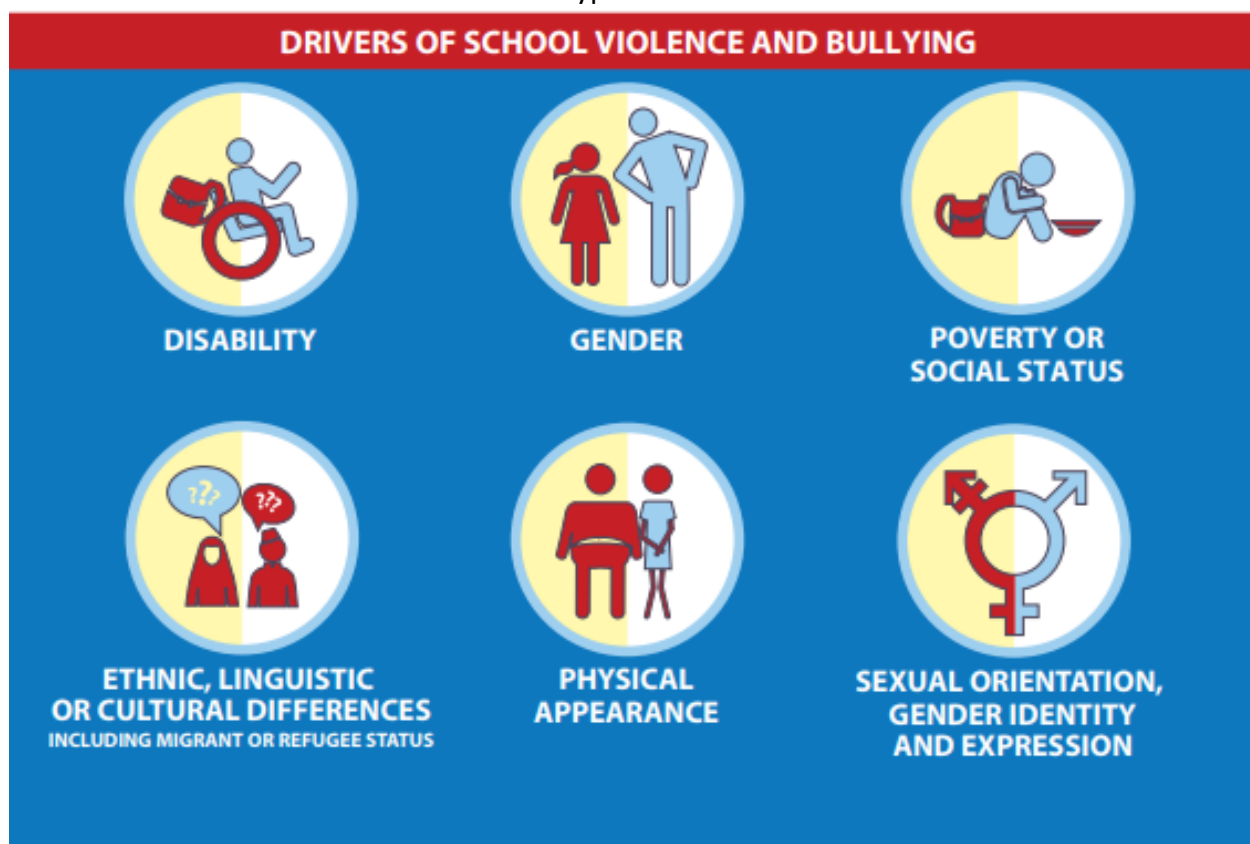 DRIVERS OF SCHOOL VIOLENCE AND BULLYING
DISABILITY
GENDER
POVERTY OR
SOCIAL STATUS
???
???
ETHNIC, LINGUISTIC
OR CULTURAL DIFFERENCES
INCLUDING MIGRANT OR REFUGEE STATUS
PHYSICAL
APPEARANCE
SEXUAL ORIENTATION,
GENDER IDENTITY
AND EXPRESSION